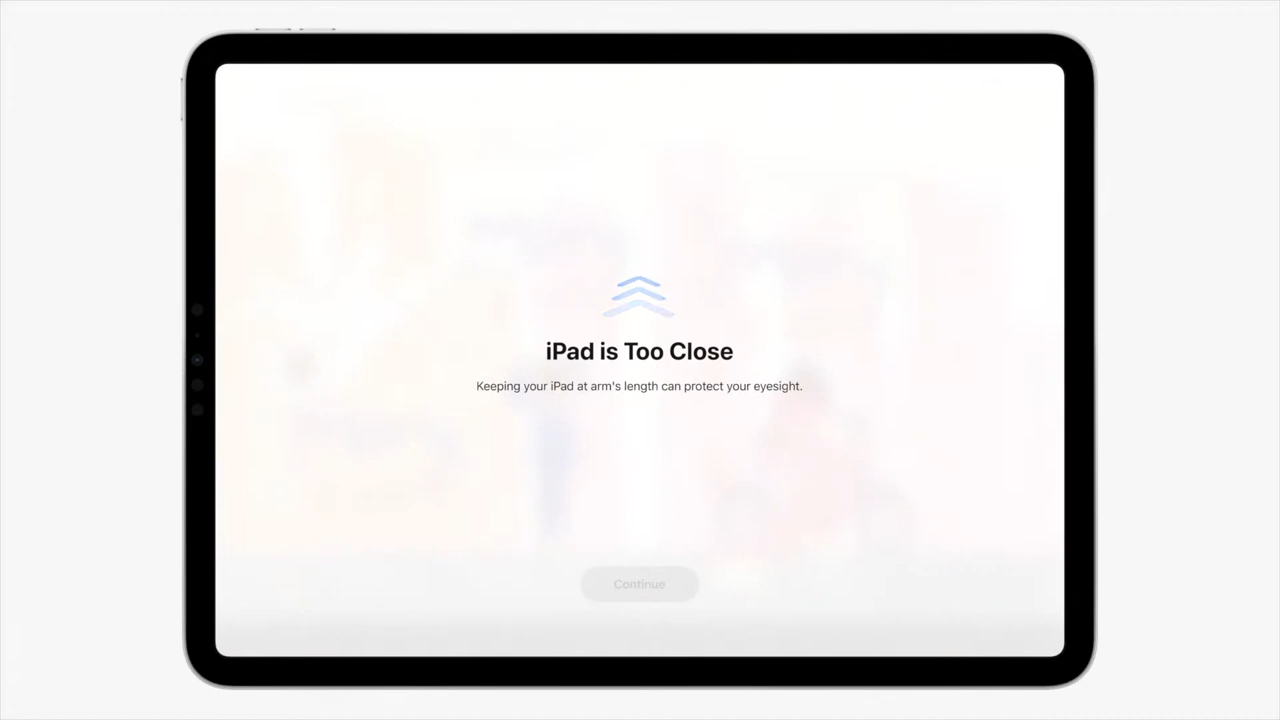 iPad is Too Close
Keeping your iPad at arm's length can protect your eyesight.
Continue